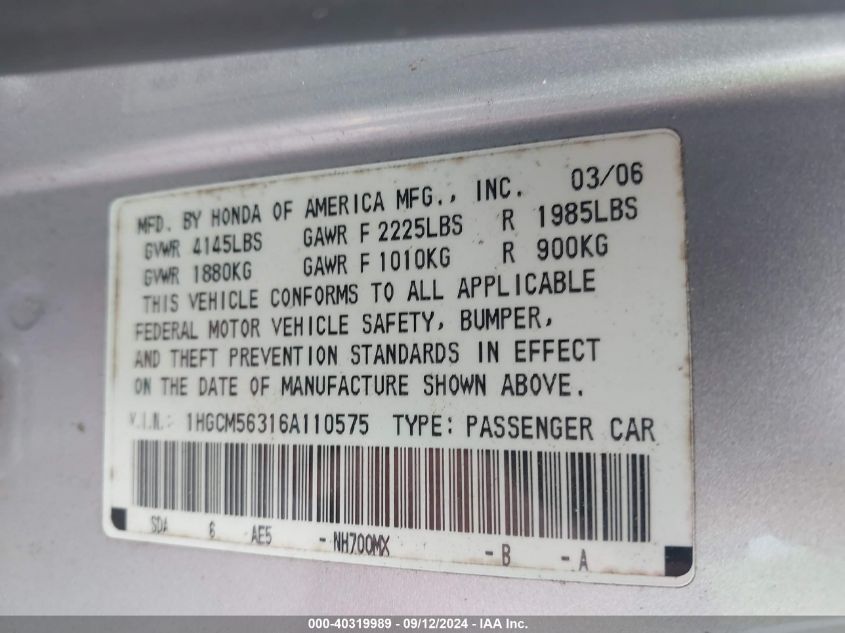 MFD. BY HONDA OF AMERICA MFG., INC. 03/06
GVWR 4145LBS GAWR F 2225LBS R 1985LBS
GVWR 1880KG GAWR F 1010KG R 900KG
THIS VEHICLE CONFORMS TO ALL APPLICABLE
FEDERAL MOTOR VEHICLE SAFETY, BUMPER,
AND THEFT PREVENTION STANDARDS IN EFFECT
ON THE DATE OF MANUFACTURE SHOWN ABOVE.
V.I.N.: 1HGCM56316A110575 TYPE: PASSENGER CAR
SDA 6 AE5 - NH700MX - B - A
000-40319989 - 09/12/2024 - IAA Inc.